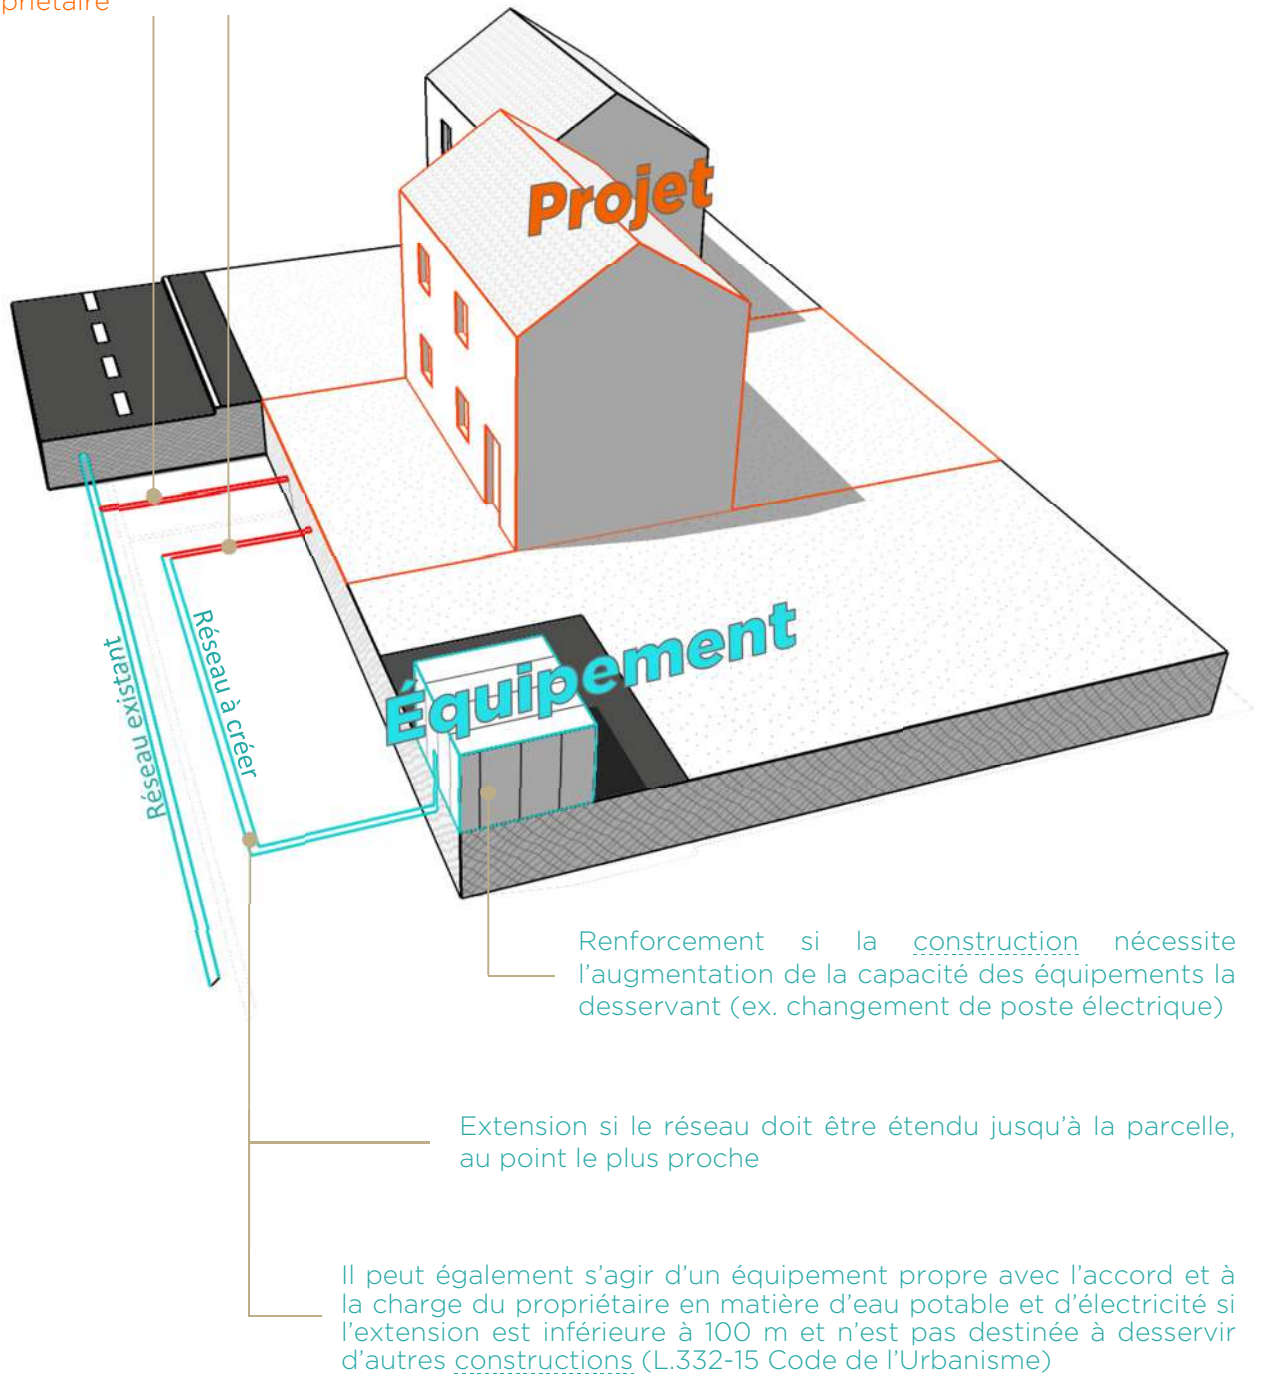 priétaire
Projet
Équipement
Réseau existant
Réseau à créer
Renforcement si la construction nécessite
l'augmentation de la capacité des équipements la
desservant (ex. changement de poste électrique)
Extension si le réseau doit être étendu jusqu'à la parcelle,
au point le plus proche
Il peut également s'agir d'un équipement propre avec l'accord et à
la charge du propriétaire en matière d'eau potable et d'électricité si
l'extension est inférieure à 100 m et n'est pas destinée à desservir
d'autres constructions (L.332-15 Code de l'Urbanisme)